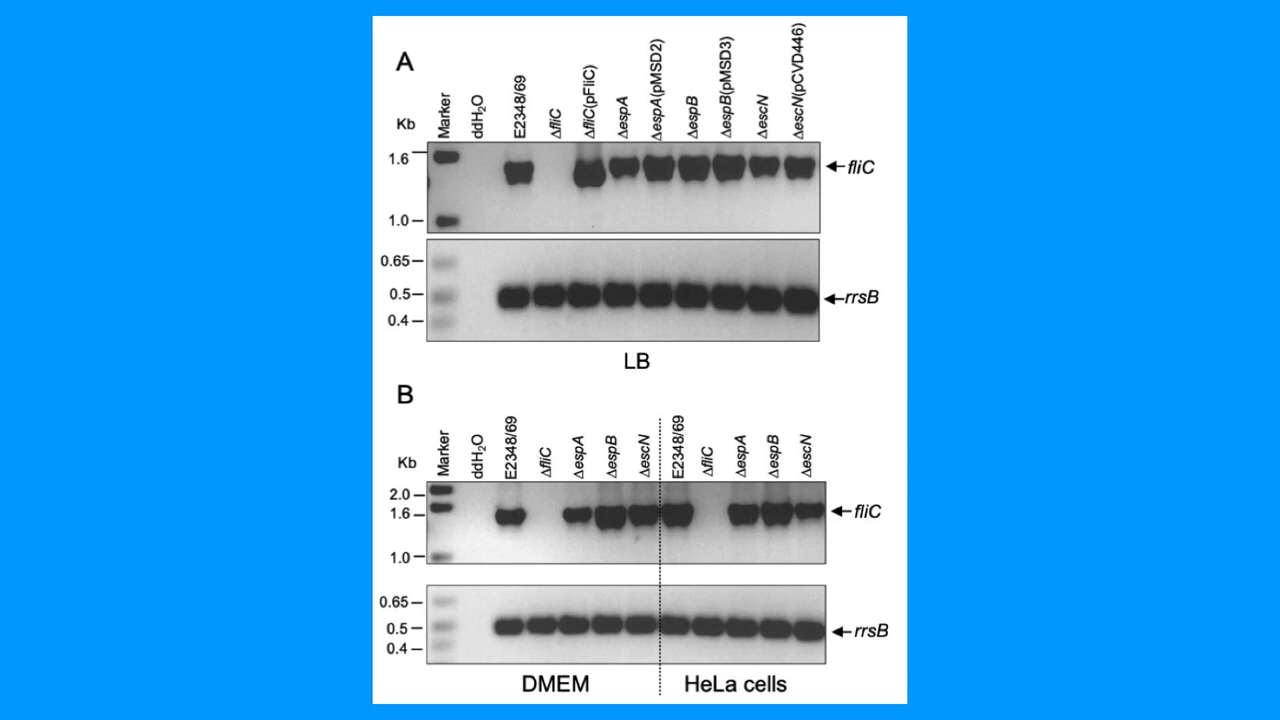 A
Kb
Marker
ddH₂O
E2348/69
ΔfliC
ΔfliC(pFliC)
ΔespA
ΔespA(pMSD2)
ΔespB
ΔespB(pMSD3)
ΔescN
ΔescN(pCVD446)
1.6
fliC
1.0
0.65
0.5
rrsB
0.4
LB
B
Kb
Marker
ddH₂O
E2348/69
ΔfliC
ΔespA
ΔespB
ΔescN
E2348/69
ΔfliC
ΔespA
ΔespB
ΔescN
2.0
1.6
fliC
1.0
0.65
0.5
rrsB
0.4
DMEM
HeLa cells